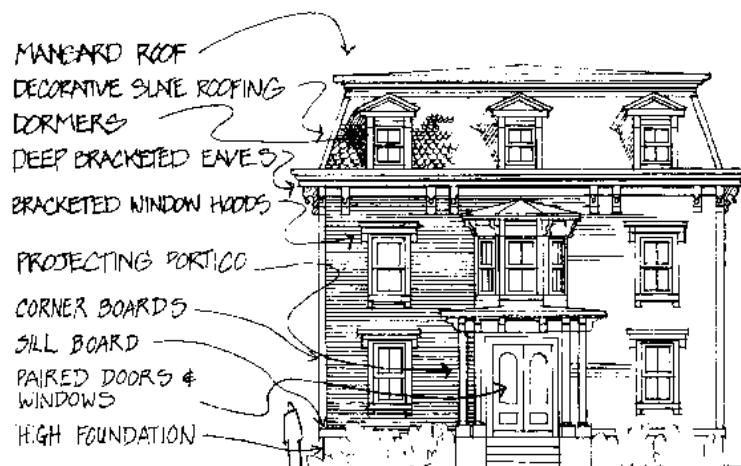 MANSARD ROOF
DECORATIVE SLATE ROOFING
DORMERS
DEEP BRACKETED EAVES
BRACKETED WINDOW HOODS
PROJECTING PORTICO
CORNER BOARDS
SILL BOARD
PAIRED DOORS &
WINDOWS
HIGH FOUNDATION